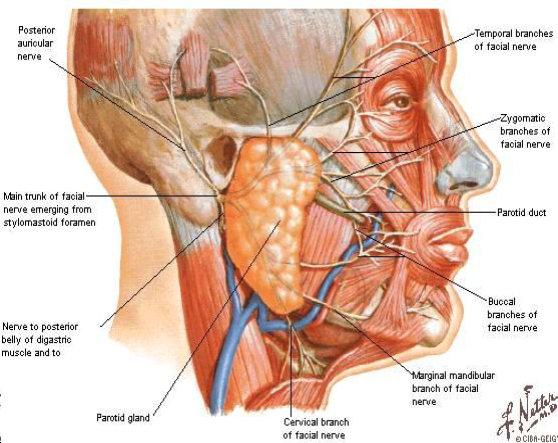 Posterior
auricular
nerve
Temporal branches
of facial nerve
Zygomatic
branches of
facial nerve
Main trunk of facial
nerve emerging from
stylomastoid foramen
Parotid duct
Nerve to posterior
belly of digastric
muscle and to
Buccal
branches of
facial nerve
Marginal mandibular
branch of facial
nerve
Parotid gland
Cervical branch
of facial nerve
F. Netter
M.D.
© CIBA-GEIG